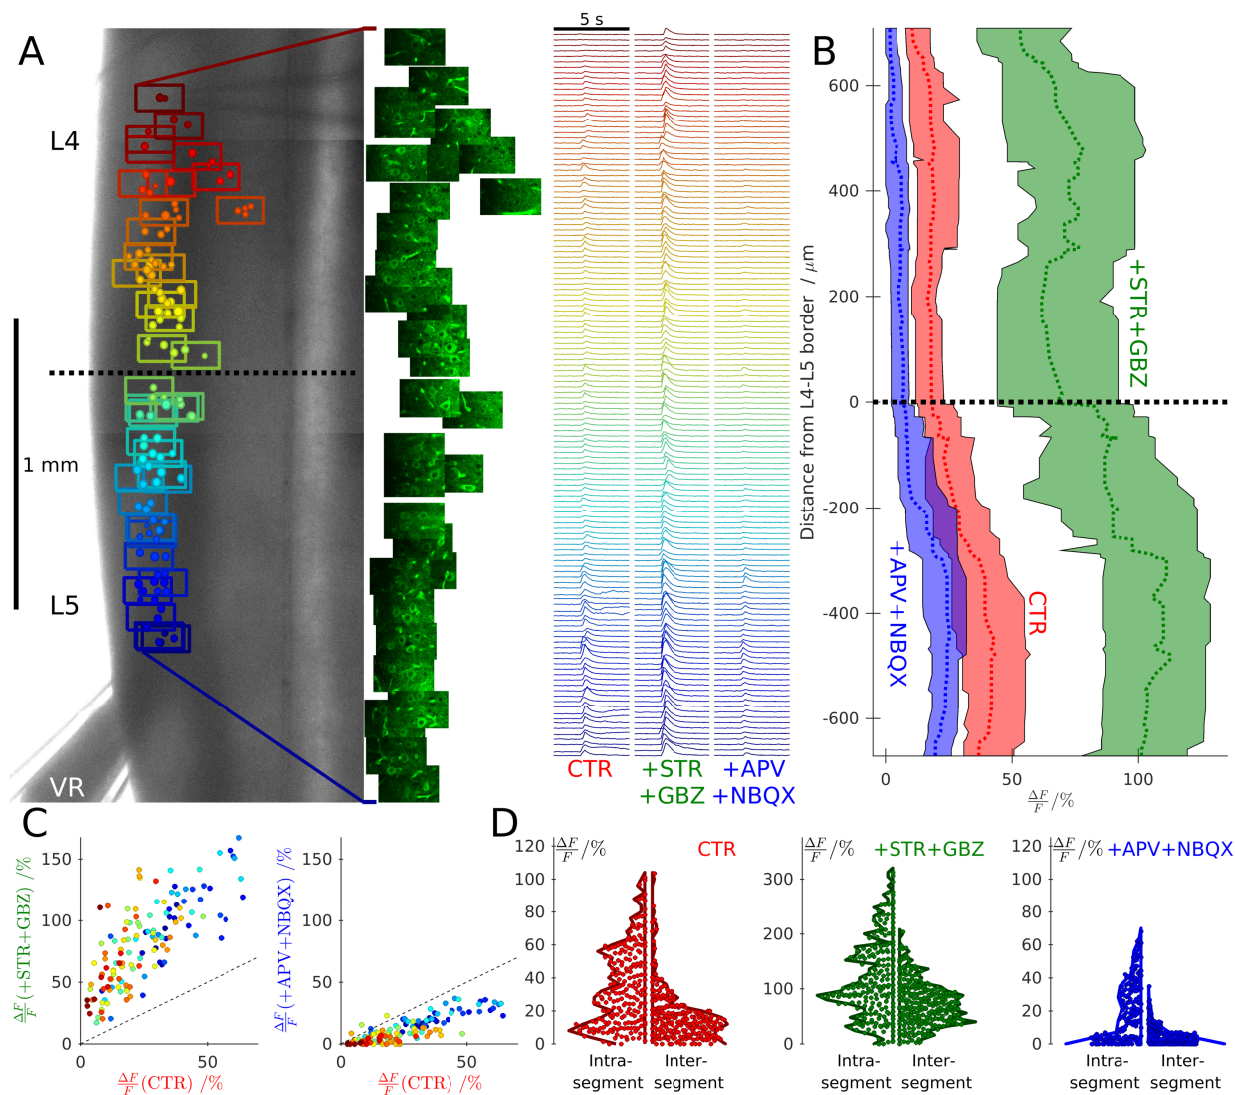 A
L4
1 mm
L5
VR
5 s
CTR
+STR
+GBZ
+APV
+NBQX
B
Distance from L4-L5 border / μm
600
400
200
0
-200
-400
-600
+STR+GBZ
CTR
+APV+NBQX
0
50
100
ΔF/F /%
C
ΔF/F (+STR+GBZ) /%
150
100
50
0
0
50
ΔF/F (CTR) /%
ΔF/F (+APV+NBQX) /%
150
100
50
0
0
50
ΔF/F (CTR) /%
D
ΔF/F /%
CTR
120
100
80
60
40
20
0
Intra-
segment
Inter-
segment
ΔF/F /%
+STR+GBZ
300
200
100
0
Intra-
segment
Inter-
segment
ΔF/F /%
+APV+NBQX
120
100
80
60
40
20
0
Intra-
segment
Inter-
segment